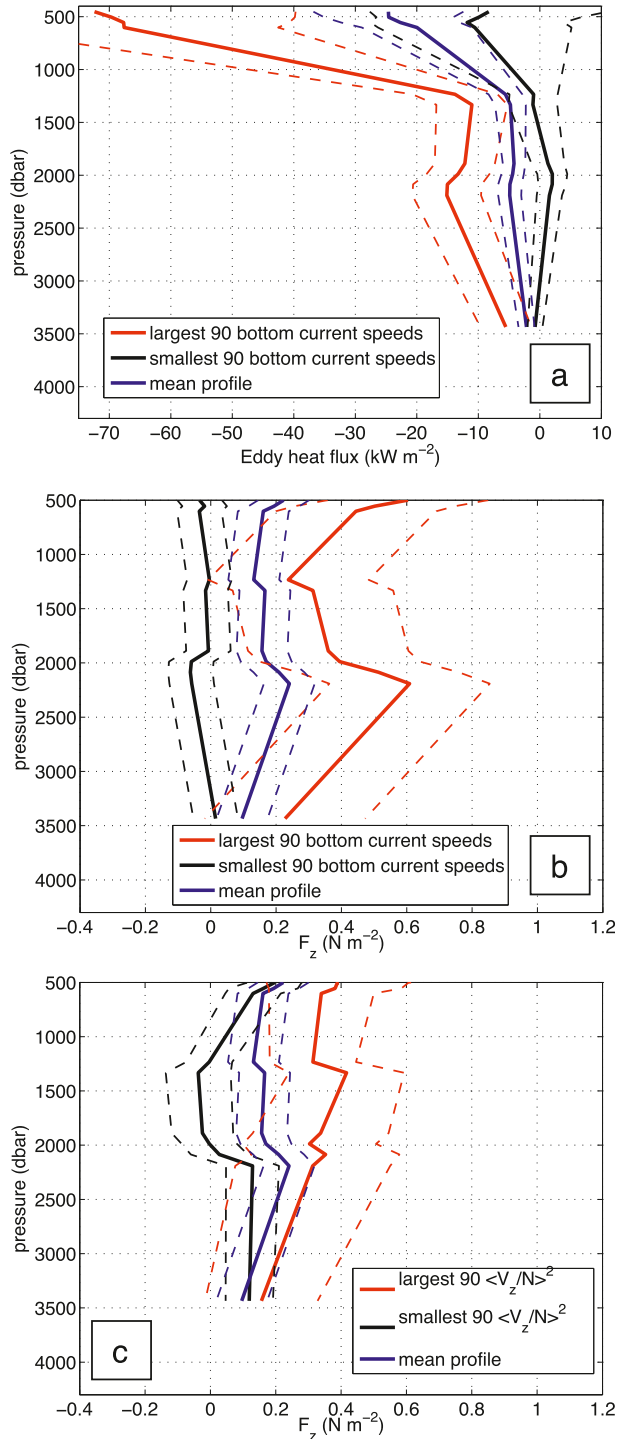 500
1000
1500
2000
2500
3000
3500
4000
pressure (dbar)
largest 90 bottom current speeds
smallest 90 bottom current speeds
mean profile
a
−70 −60 −50 −40 −30 −20 −10 0 10
Eddy heat flux (kW m−2)
500
1000
1500
2000
2500
3000
3500
4000
pressure (dbar)
largest 90 bottom current speeds
smallest 90 bottom current speeds
mean profile
b
−0.4 −0.2 0 0.2 0.4 0.6 0.8 1 1.2
Fz (N m−2)
500
1000
1500
2000
2500
3000
3500
4000
pressure (dbar)
largest 90 <Vz/N>2
smallest 90 <Vz/N>2
mean profile
c
−0.4 −0.2 0 0.2 0.4 0.6 0.8 1 1.2
Fz (N m−2)